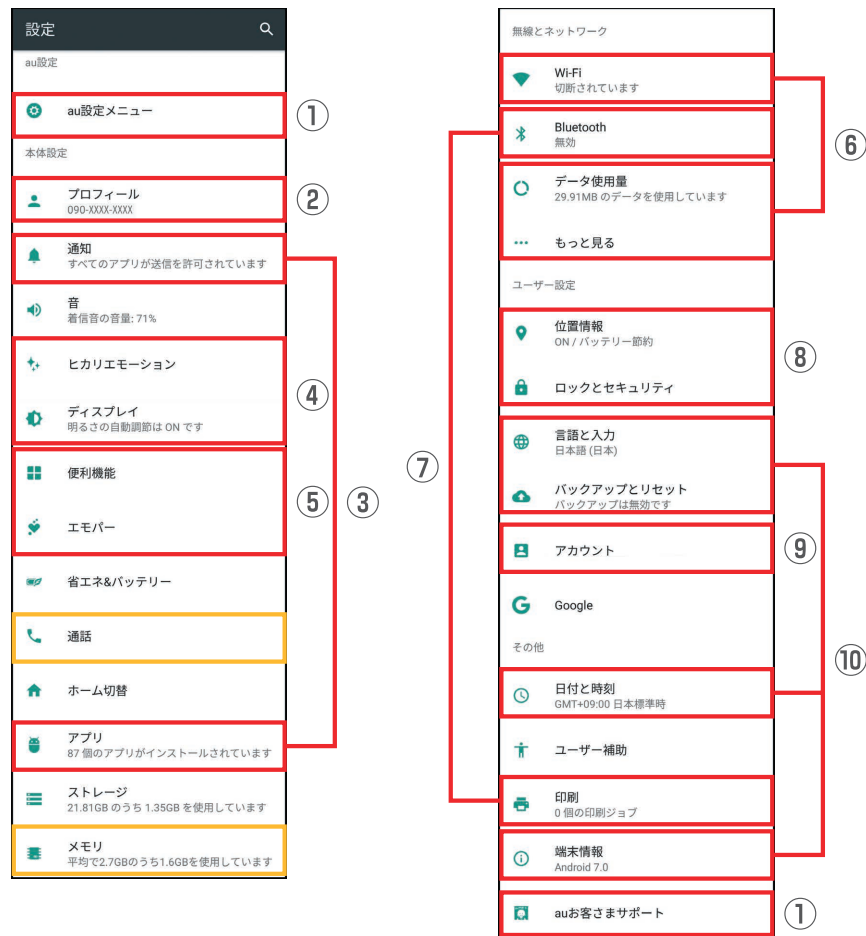 設定
au設定
au設定メニュー
①
本体設定
プロフィール
090-XXXX-XXXX
②
通知
すべてのアプリが送信を許可されています
音
着信音の音量: 71%
ヒカリエモーション
④
ディスプレイ
明るさの自動調節は ON です
便利機能
⑤
③
エモパー
省エネ&バッテリー
通話
ホーム切替
アプリ
87 個のアプリがインストールされています
ストレージ
21.81GB のうち 1.35GB を使用しています
メモリ
平均で2.7GBのうち1.6GBを使用しています
無線とネットワーク
Wi-Fi
切断されています
Bluetooth
無効
⑥
データ使用量
29.91MB のデータを使用しています
もっと見る
ユーザー設定
位置情報
ON / バッテリー節約
⑧
ロックとセキュリティ
言語と入力
日本語 (日本)
⑦
バックアップとリセット
バックアップは無効です
アカウント
⑨
Google
その他
⑩
日付と時刻
GMT+09:00 日本標準時
ユーザー補助
印刷
0 個の印刷ジョブ
端末情報
Android 7.0
auお客さまサポート
①